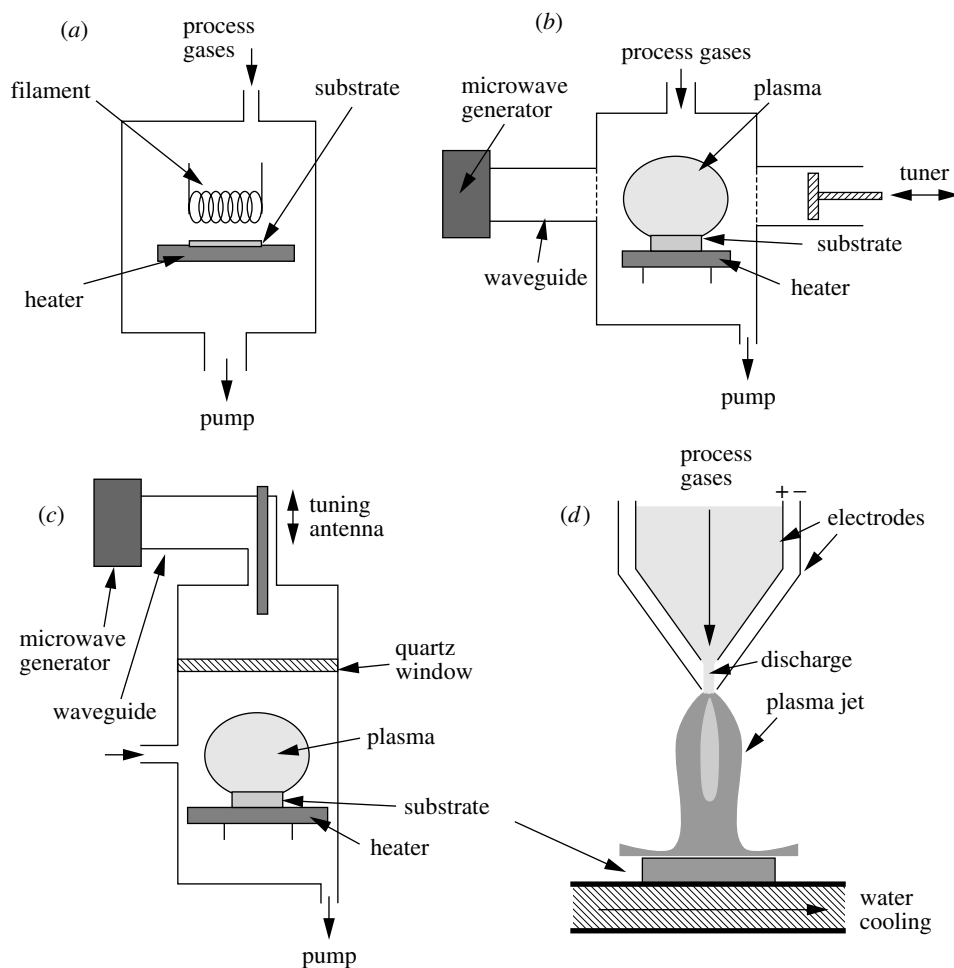 (a)
process
gases
filament
substrate
heater
pump
(b)
process gases
microwave
generator
plasma
tuner
waveguide
substrate
heater
pump
(c)
tuning
antenna
microwave
generator
quartz
window
waveguide
plasma
substrate
heater
pump
(d)
process
gases
+ −
electrodes
discharge
plasma jet
water
cooling